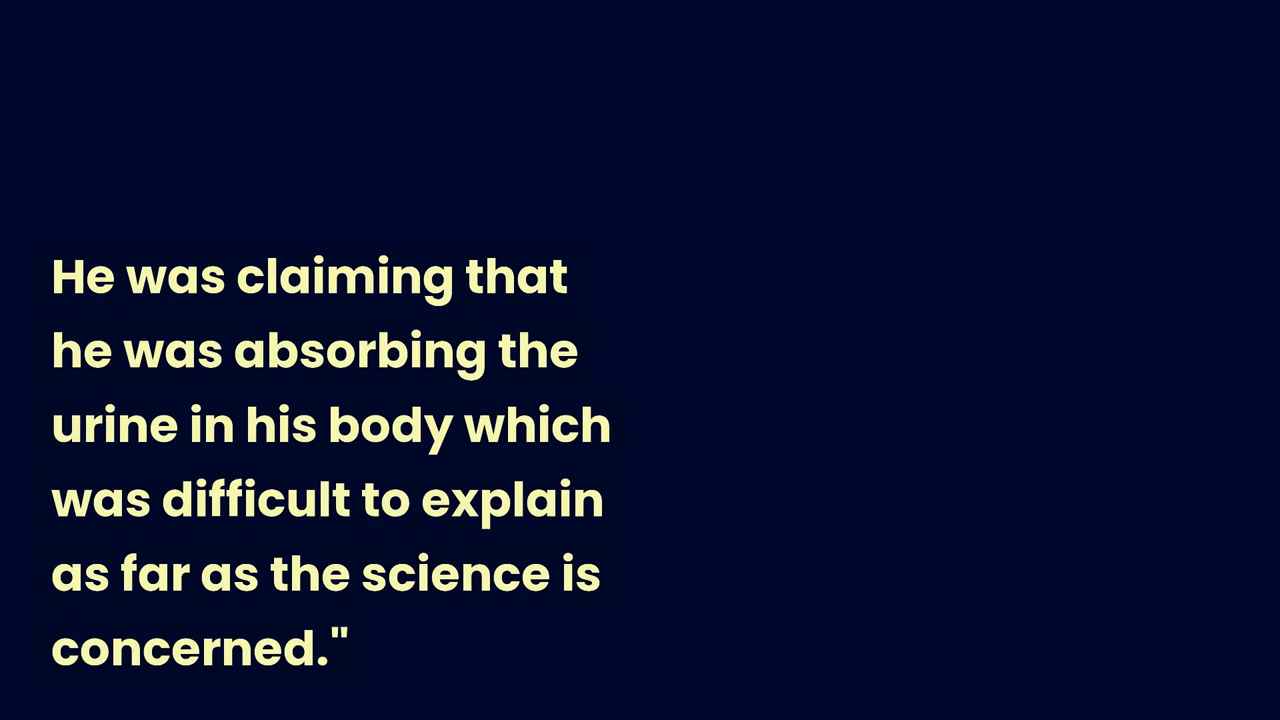 He was claiming that
he was absorbing the
urine in his body which
was difficult to explain
as far as the science is
concerned."